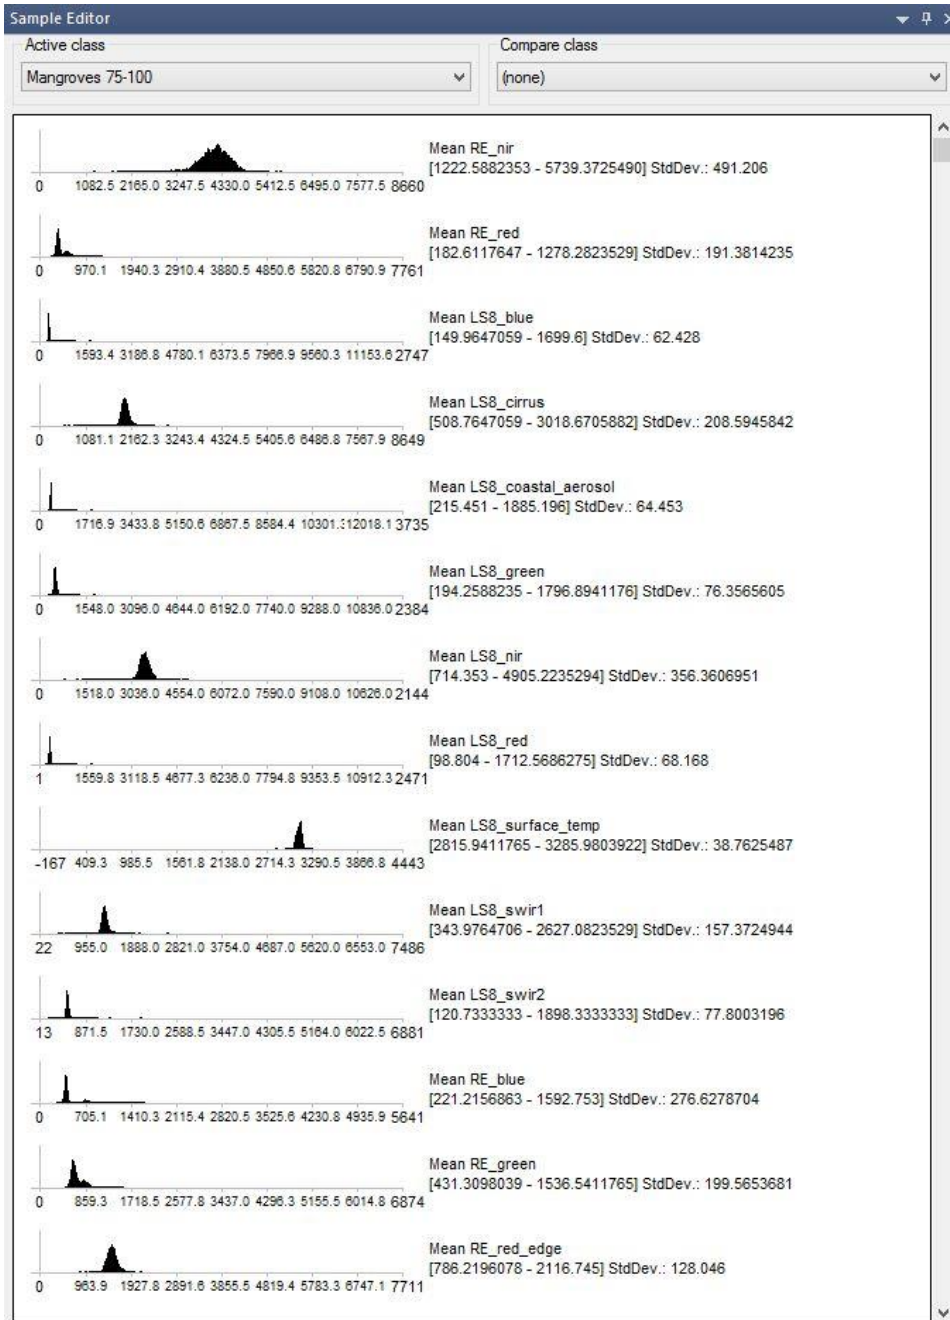 Sample Editor
Active class
Compare class
Mangroves 75-100
(none)
Mean RE_nir
[1222.5882353 - 5739.3725490] StdDev.: 491.206
0 1082.5 2165.0 3247.5 4330.0 5412.5 6495.0 7577.5 8660
Mean RE_red
[182.6117647 - 1278.2823529] StdDev.: 191.3814235
0 970.1 1940.3 2910.4 3880.5 4850.6 5820.8 6790.9 7761
Mean LS8_blue
[149.9647059 - 1699.6] StdDev.: 62.428
0 1593.4 3186.8 4780.1 6373.5 7966.9 9560.3 11153.6 2747
Mean LS8_cirrus
[508.7647059 - 3018.6705882] StdDev.: 208.5945842
0 1081.1 2162.3 3243.4 4324.5 5405.6 6486.8 7567.9 8649
Mean LS8_coastal_aerosol
[215.451 - 1885.196] StdDev.: 64.453
0 1716.9 3433.8 5150.6 6867.5 8584.4 10301.:12018.1 3735
Mean LS8_green
[194.2588235 - 1796.8941176] StdDev.: 76.3565605
0 1548.0 3096.0 4644.0 6192.0 7740.0 9288.0 10836.0 2384
Mean LS8_nir
[714.353 - 4905.2235294] StdDev.: 356.3606951
0 1518.0 3036.0 4554.0 6072.0 7590.0 9108.0 10626.0 2144
Mean LS8_red
[98.804 - 1712.5686275] StdDev.: 68.168
1 1559.8 3118.5 4677.3 6236.0 7794.8 9353.5 10912.3 2471
Mean LS8_surface_temp
[2815.9411765 - 3285.9803922] StdDev.: 38.7625487
-167 409.3 985.5 1561.8 2138.0 2714.3 3290.5 3866.8 4443
Mean LS8_swir1
[343.9764706 - 2627.0823529] StdDev.: 157.3724944
22 955.0 1888.0 2821.0 3754.0 4687.0 5620.0 6553.0 7486
Mean LS8_swir2
[120.7333333 - 1898.3333333] StdDev.: 77.8003196
13 871.5 1730.0 2588.5 3447.0 4305.5 5164.0 6022.5 6881
Mean RE_blue
[221.2156863 - 1592.753] StdDev.: 276.6278704
0 705.1 1410.3 2115.4 2820.5 3525.6 4230.8 4935.9 5641
Mean RE_green
[431.3098039 - 1536.5411765] StdDev.: 199.5653681
0 859.3 1718.5 2577.8 3437.0 4296.3 5155.5 6014.8 6874
Mean RE_red_edge
[786.2196078 - 2116.745] StdDev.: 128.046
0 963.9 1927.8 2891.6 3855.5 4819.4 5783.3 6747.1 7711